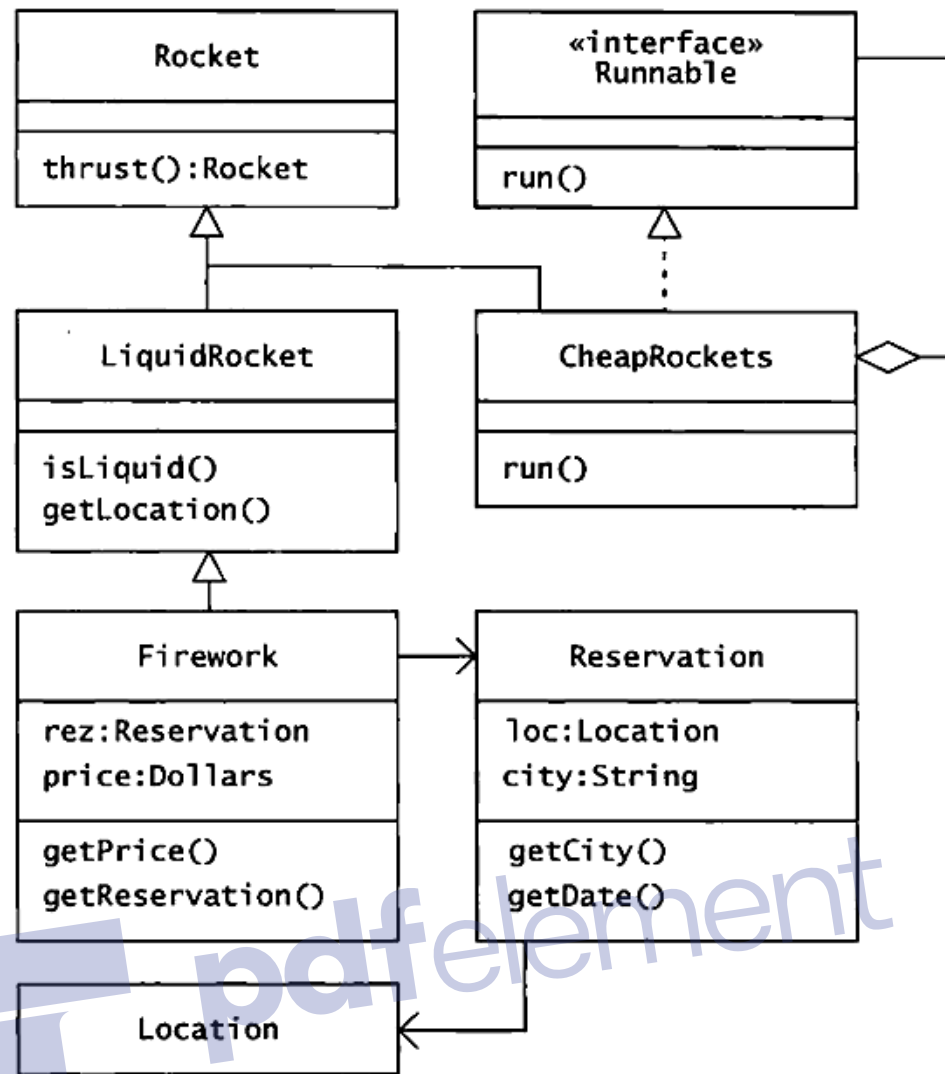 Rocket
thrust():Rocket
«interface»
Runnable
run()
LiquidRocket
isLiquid()
getLocation()
CheapRockets
run()
Firework
rez:Reservation
price:Dollars
getPrice()
getReservation()
Reservation
loc:Location
city:String
getCity()
getDate()
Location
pdfelement